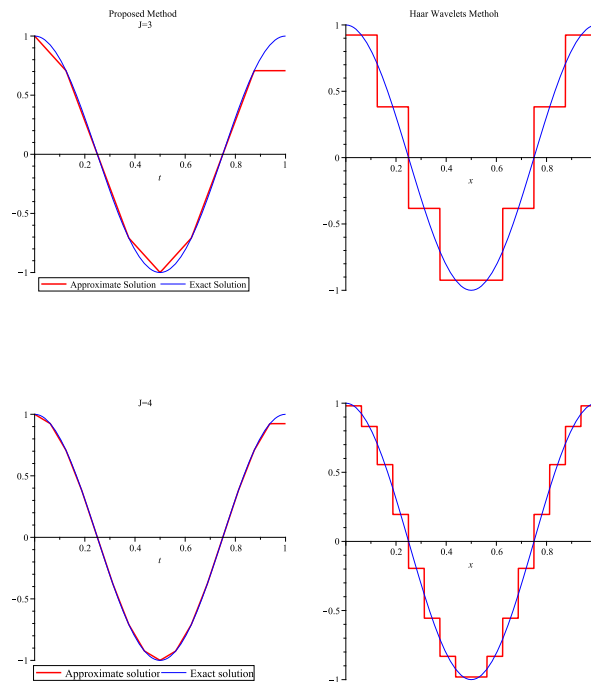 Proposed Method
J=3
1
0.5
0
0.2 0.4 0.6 0.8 1
t
−0.5
−1
Approximate Solution Exact Solution
Haar Wavelets Methoh
1
0.5
0
0.2 0.4 0.6 0.8
x
−0.5
−1
J=4
1
0.5
0
0.2 0.4 0.6 0.8 1
t
−0.5
−1
Approximate solution Exact solution
1
0.5
0
0.2 0.4 0.6 0.8
x
−0.5
−1